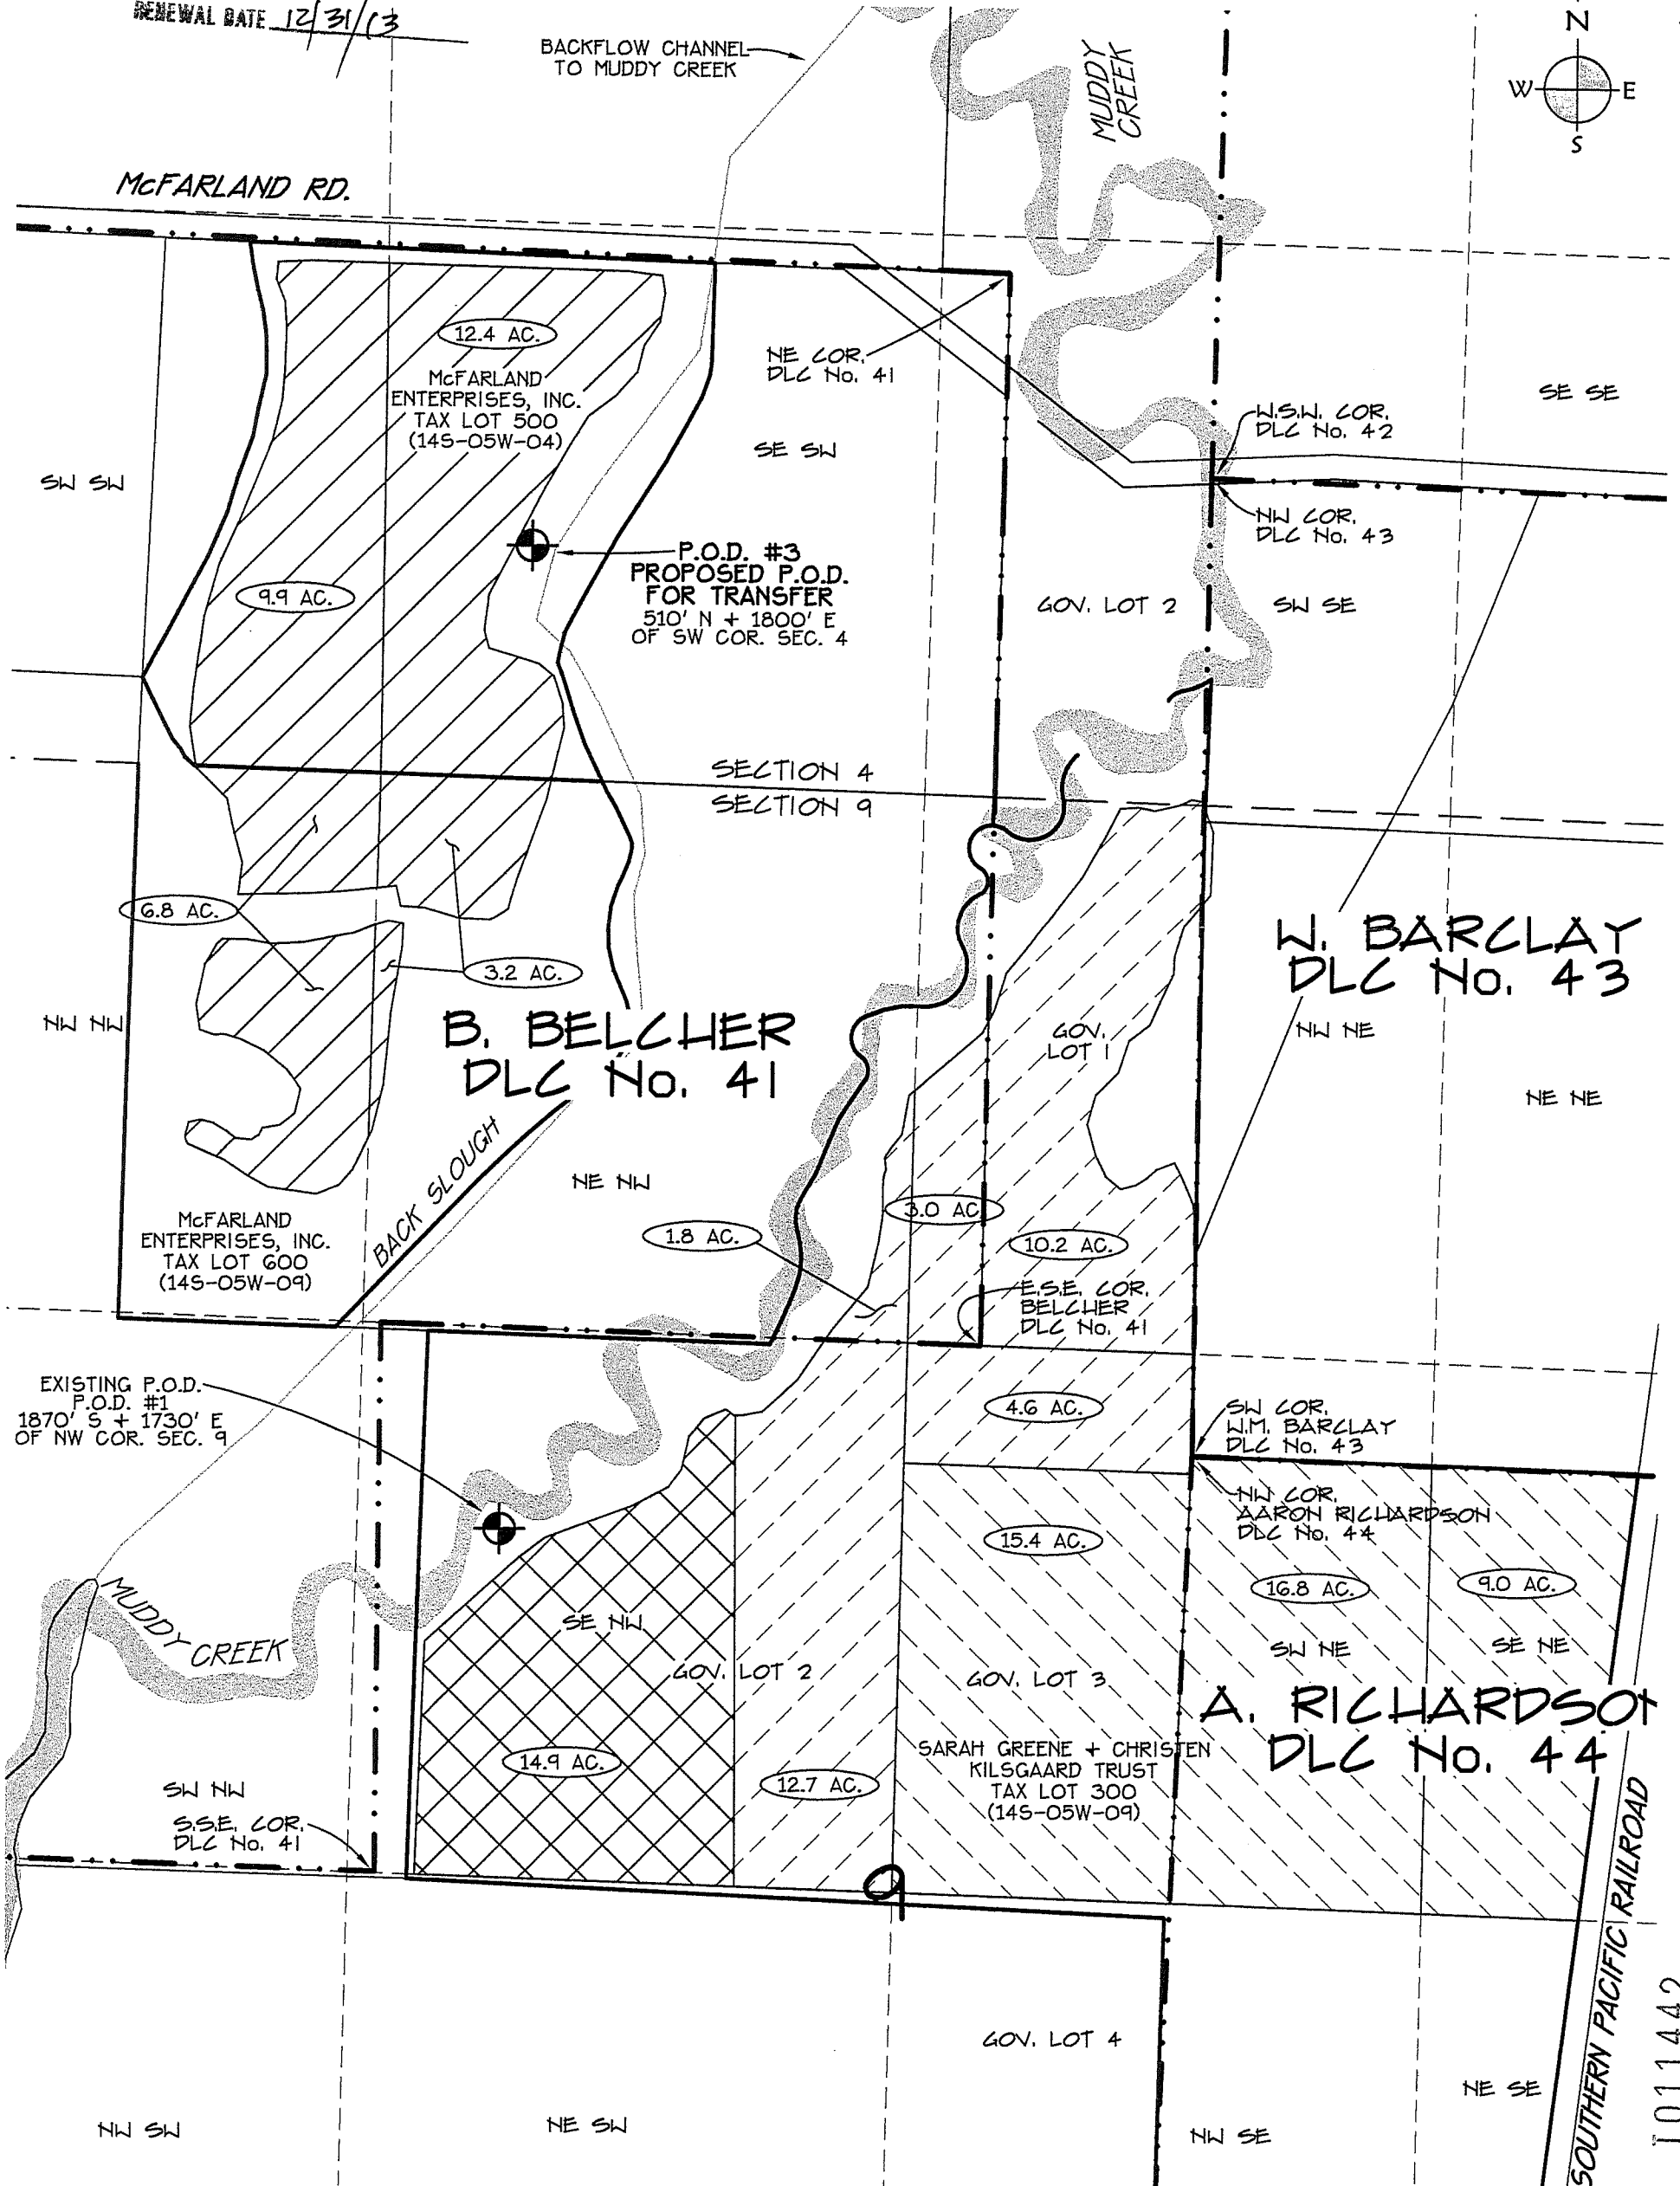 RENEWAL DATE 12/31/13
BACKFLOW CHANNEL
TO MUDDY CREEK
MUDDY
CREEK
N
W
E
S
McFARLAND RD.
12.4 AC.
McFARLAND
ENTERPRISES, INC.
TAX LOT 500
(14S-05W-04)
NE COR.
DLC No. 41
SE SW
SE SE
W.S.W. COR.
DLC No. 42
SW SW
NW COR.
DLC No. 43
P.O.D. #3
PROPOSED P.O.D.
FOR TRANSFER
510' N + 1800' E
OF SW COR. SEC. 4
9.9 AC.
GOV. LOT 2
SW SE
SECTION 4
SECTION 9
6.8 AC.
3.2 AC.
W. BARCLAY
DLC No. 43
NW NW
B. BELCHER
DLC No. 41
GOV.
LOT 1
NW NE
NE NE
BACK SLOUGH
NE NW
McFARLAND
ENTERPRISES, INC.
TAX LOT 600
(14S-05W-09)
1.8 AC.
3.0 AC
10.2 AC.
E.S.E. COR.
BELCHER
DLC No. 41
EXISTING P.O.D.
P.O.D. #1
1870' S + 1730' E
OF NW COR. SEC. 9
4.6 AC.
SW COR.
W.M. BARCLAY
DLC No. 43
NW COR.
AARON RICHARDSON
DLC No. 44
15.4 AC.
16.8 AC.
9.0 AC.
MUDDY CREEK
SE NW
GOV. LOT 2
GOV. LOT 3
SW NE
SE NE
A. RICHARDSON
DLC No. 44
SARAH GREENE + CHRISTEN
KILSGAARD TRUST
TAX LOT 300
(14S-05W-09)
14.9 AC.
12.7 AC.
SW NW
S.S.E. COR.
DLC No. 41
9
SOUTHERN PACIFIC RAILROAD
GOV. LOT 4
NE SE
NW SW
NE SW
NW SE
T011442